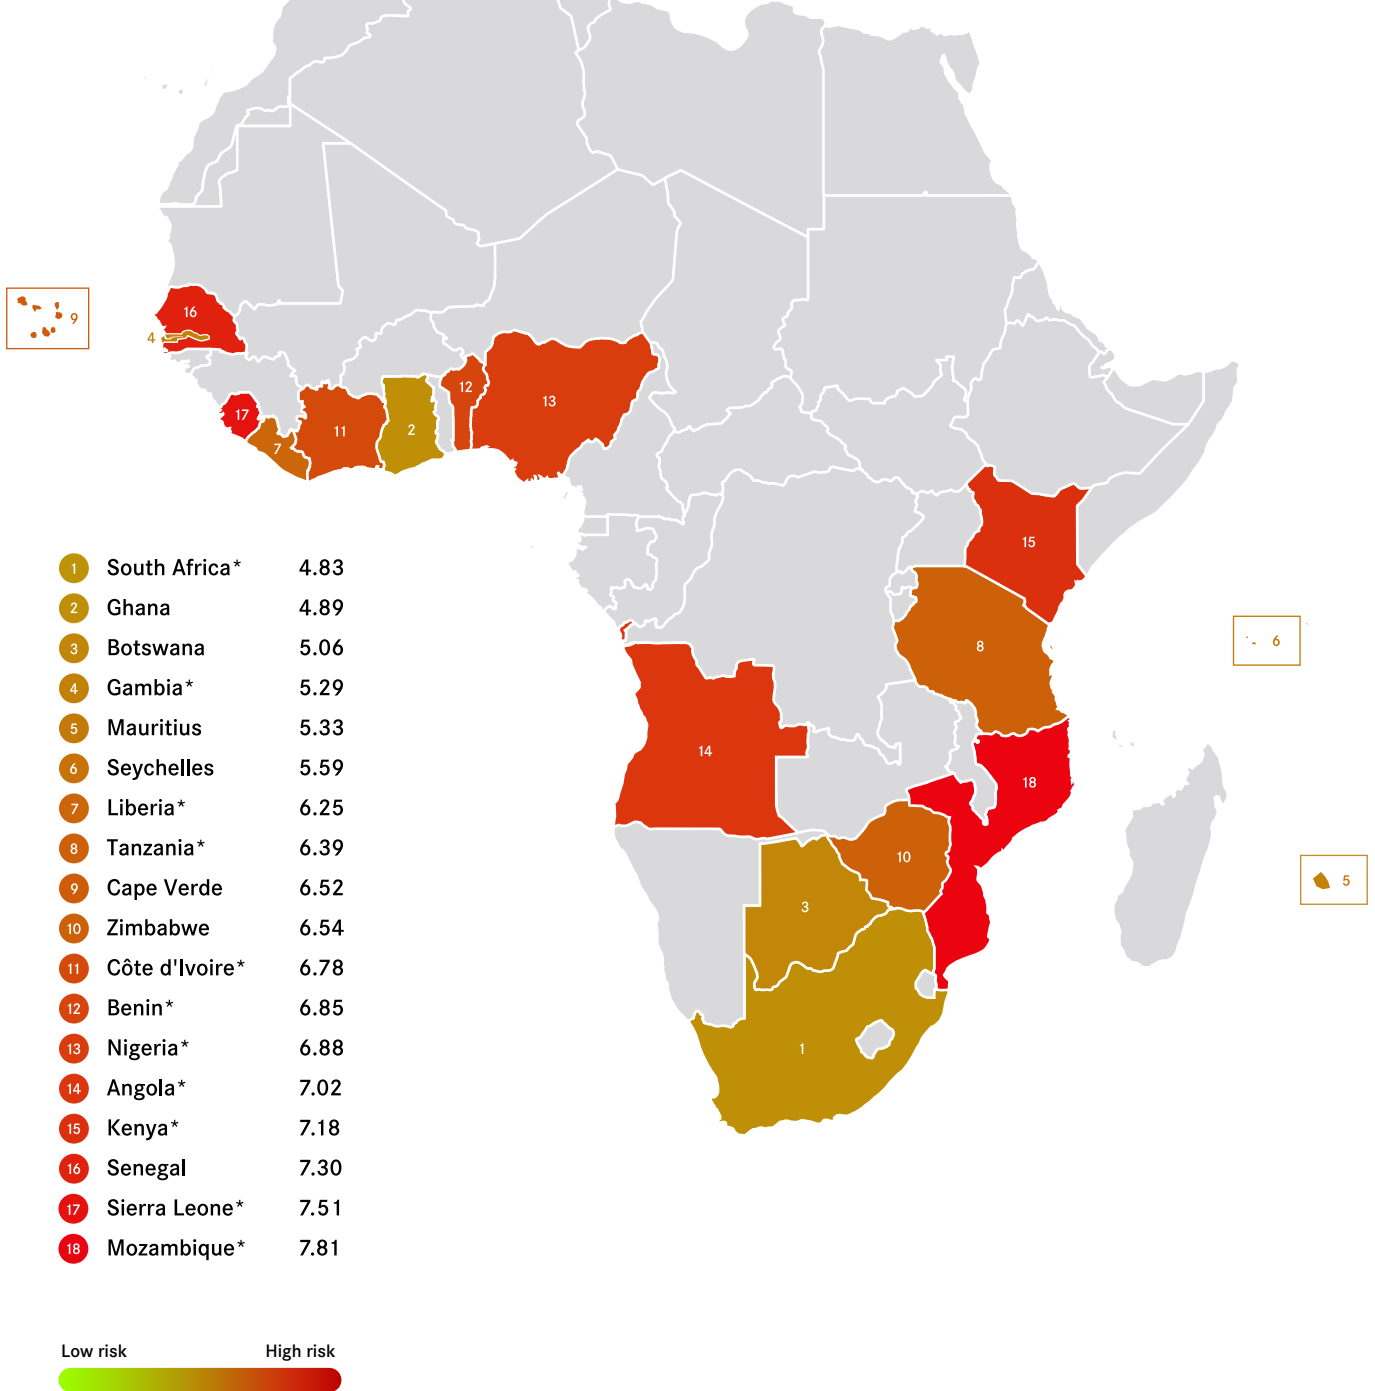 16
9
4
12
13
17
11
2
7
15
1 South Africa* 4.83
2 Ghana 4.89
3 Botswana 5.06
4 Gambia* 5.29
5 Mauritius 5.33
6 Seychelles 5.59
7 Liberia* 6.25
8 Tanzania* 6.39
9 Cape Verde 6.52
10 Zimbabwe 6.54
11 Côte d'Ivoire* 6.78
12 Benin* 6.85
13 Nigeria* 6.88
14 Angola* 7.02
15 Kenya* 7.18
16 Senegal 7.30
17 Sierra Leone* 7.51
18 Mozambique* 7.81
6
8
14
18
10
5
3
1
Low risk High risk